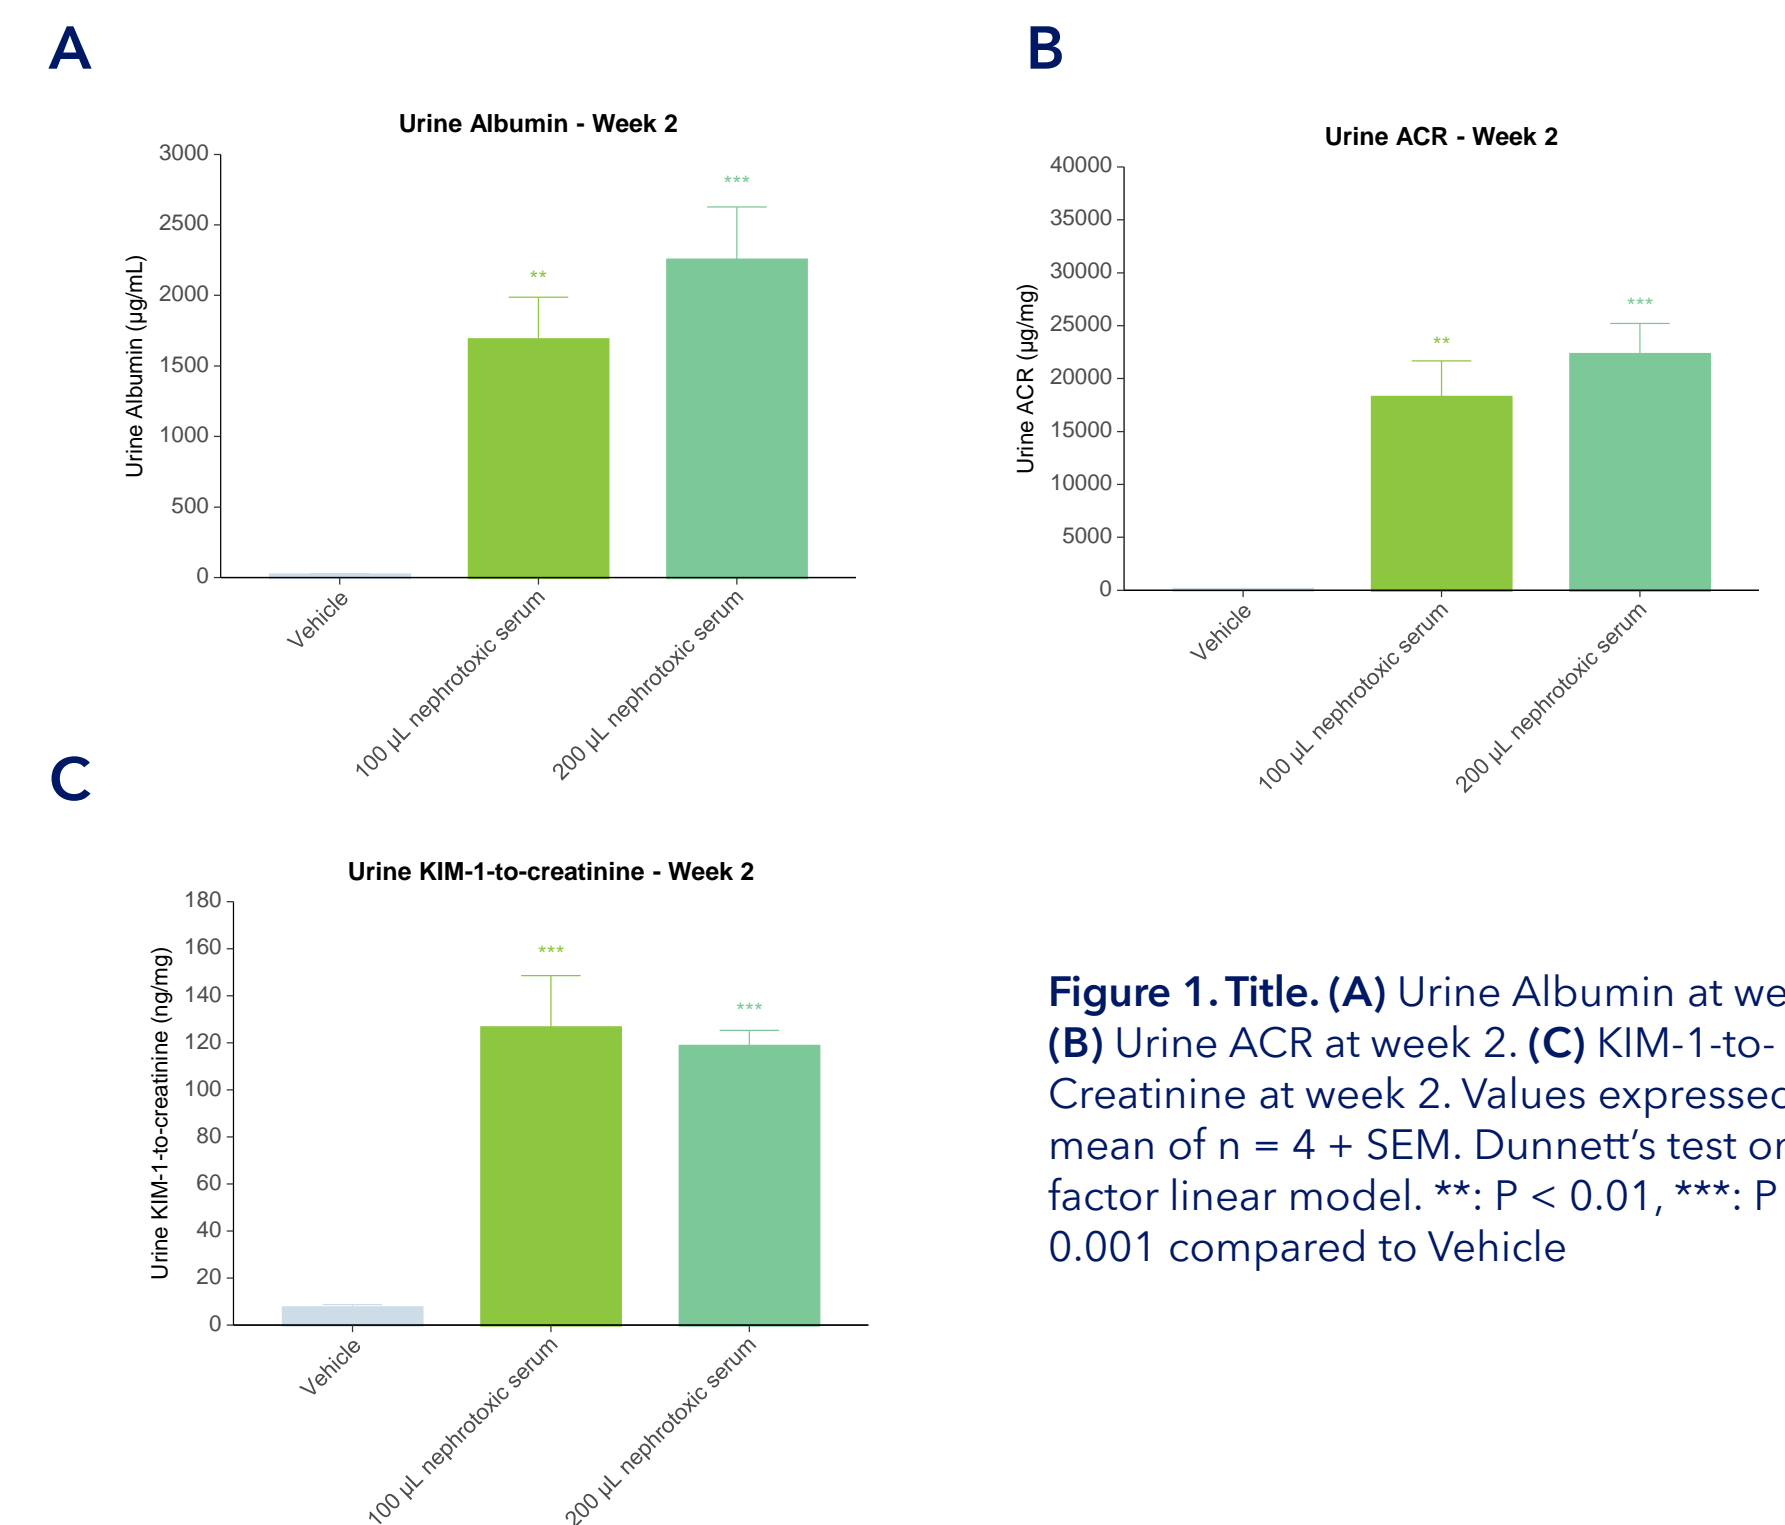 A
Urine Albumin - Week 2
Urine Albumin (µg/mL)
3000
2500
2000
1500
1000
500
0
**
***
Vehicle
100 µL nephrotoxic serum
200 µL nephrotoxic serum
B
Urine ACR - Week 2
Urine ACR (µg/mg)
40000
35000
30000
25000
20000
15000
10000
5000
0
**
***
Vehicle
100 µL nephrotoxic serum
200 µL nephrotoxic serum
C
Urine KIM-1-to-creatinine - Week 2
Urine KIM-1-to-creatinine (ng/mg)
180
160
140
120
100
80
60
40
20
0
***
***
Vehicle
100 µL nephrotoxic serum
200 µL nephrotoxic serum
Figure 1. Title. (A) Urine Albumin at
(B) Urine ACR at week 2. (C) KIM-1-to-
Creatinine at week 2. Values expressed
mean of n = 4 + SEM. Dunnett's test
factor linear model. **: P < 0.01, ***: P
0.001 compared to Vehicle